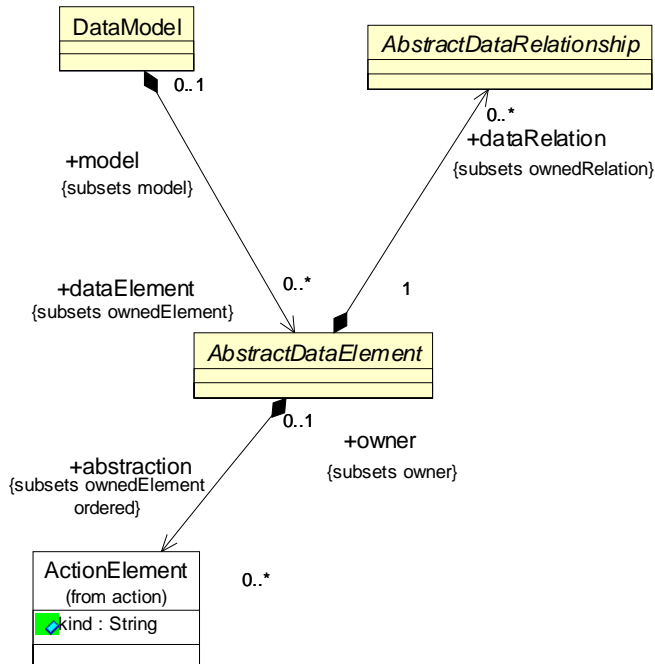 DataModel
AbstractDataRelationship
0..1
0..*
+dataRelation
{subsets ownedRelation}
+model
{subsets model}
+dataElement
{subsets ownedElement}
0..*
1
AbstractDataElement
0..1
+owner
{subsets owner}
+abstraction
{subsets ownedElement
ordered}
ActionElement
(from action)
kind : String
0..*